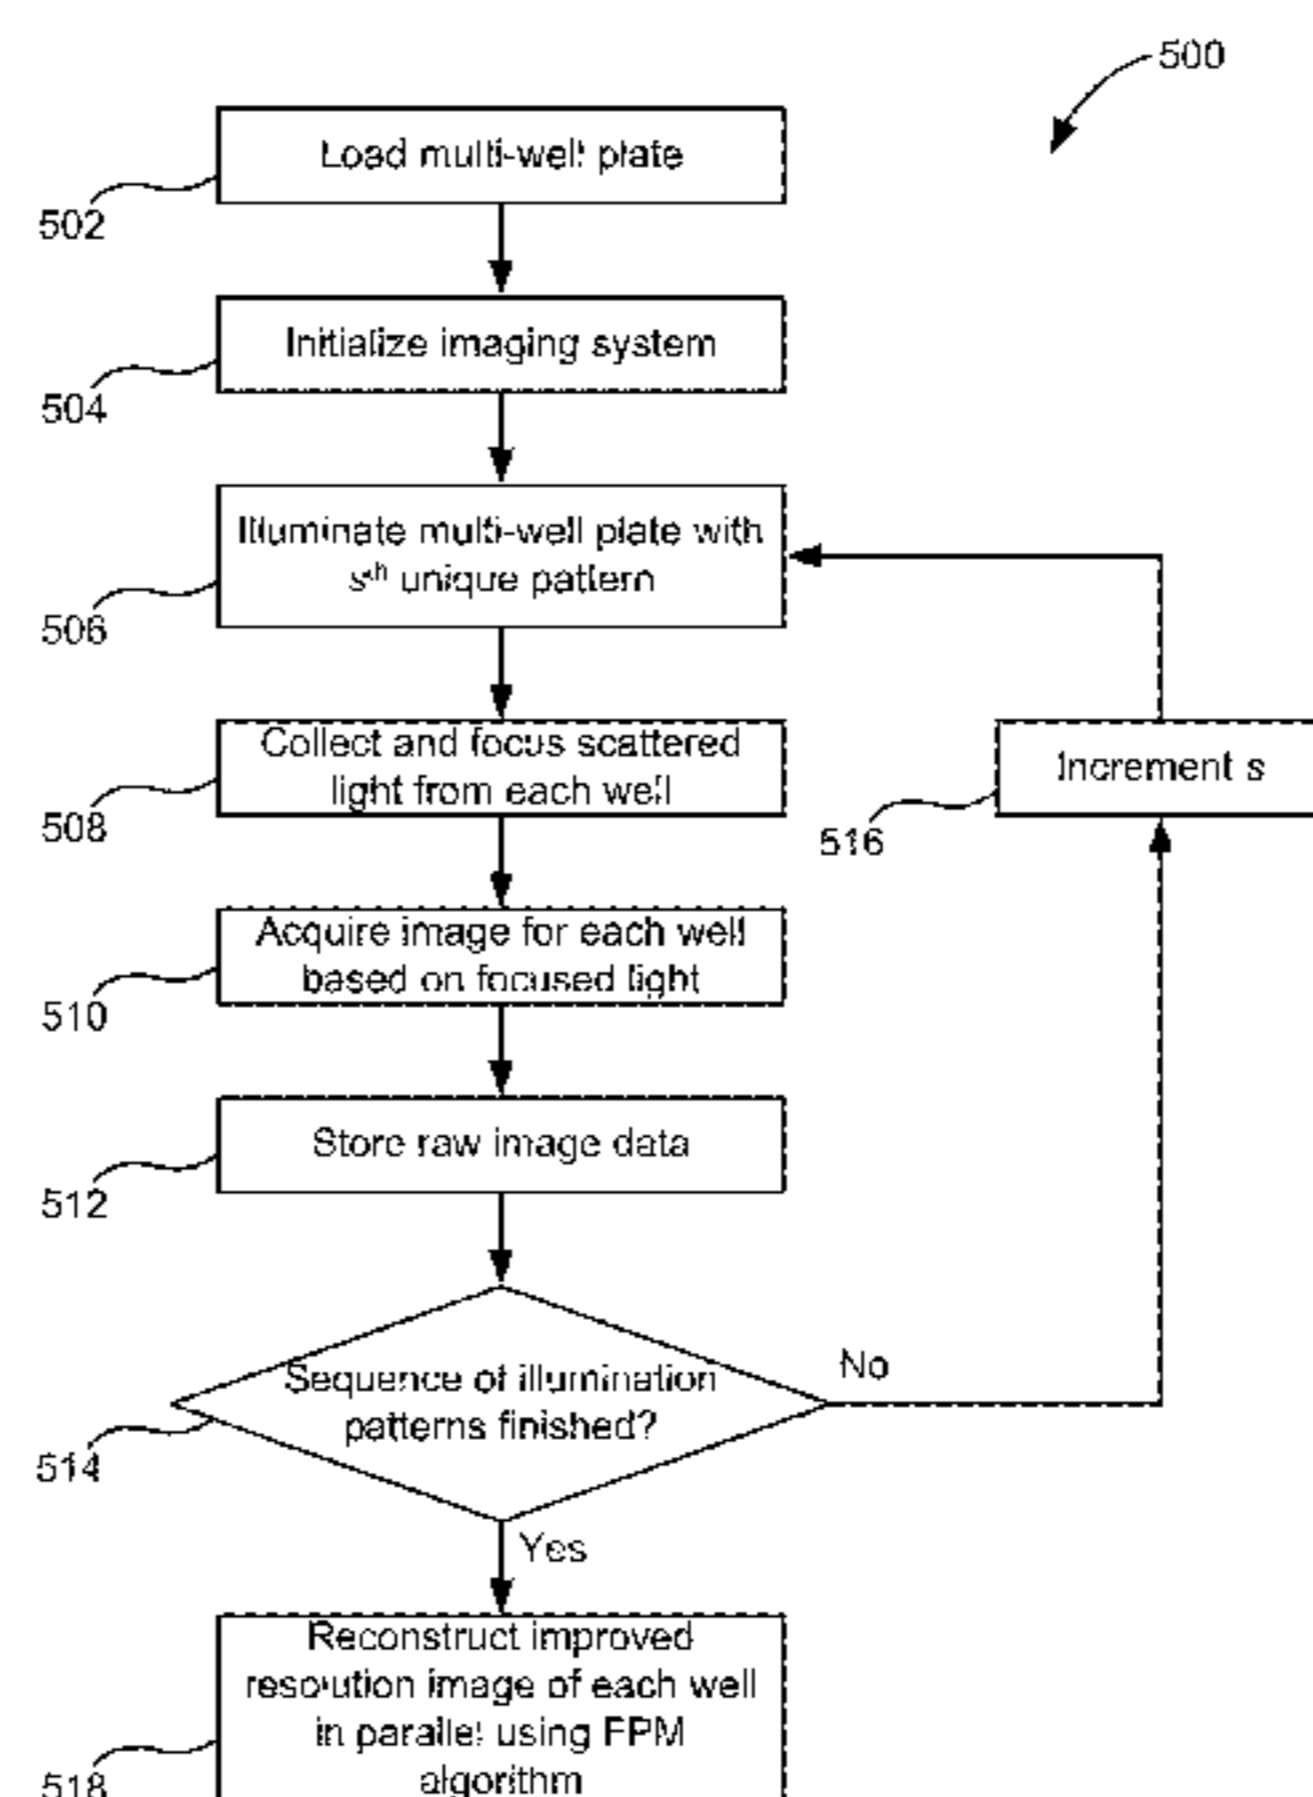 500
Load multi-well plate
502
Initialize imaging system
504
Illuminate multi-well plate with
sth unique pattern
506
Collect and focus scattered
light from each well
508
Increment s
516
Acquire image for each well
based on focused light
510
Store raw image data
512
Sequence of illumination
patterns finished?
No
514
Yes
Reconstruct improved
resolution image of each well
in parallel using FPM
algorithm
518